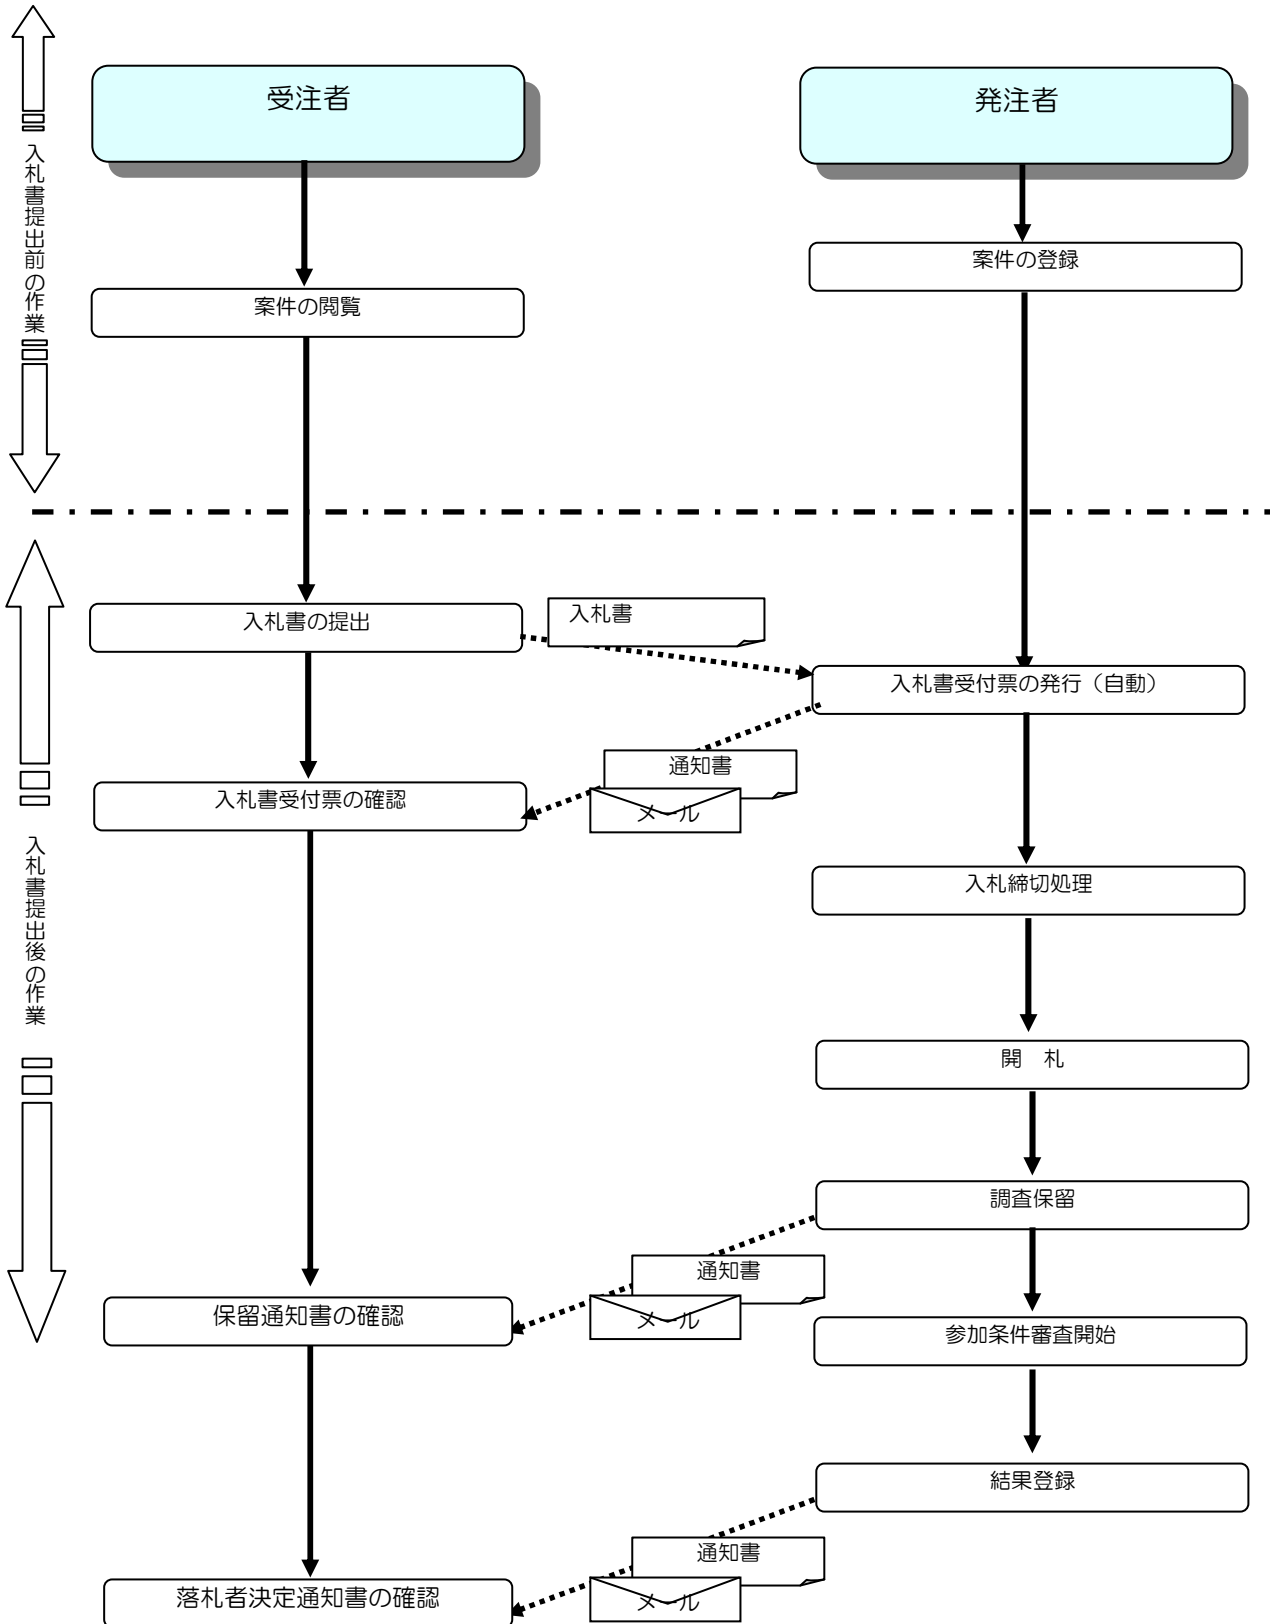 受注者
発注者
入札書提出前の作業
案件の登録
案件の閲覧
入札書の提出
入札書
入札書受付票の発行（自動）
通知書
メール
入札書受付票の確認
入札書提出後の作業
入札締切処理
開　札
調査保留
通知書
メール
保留通知書の確認
参加条件審査開始
結果登録
通知書
メール
落札者決定通知書の確認